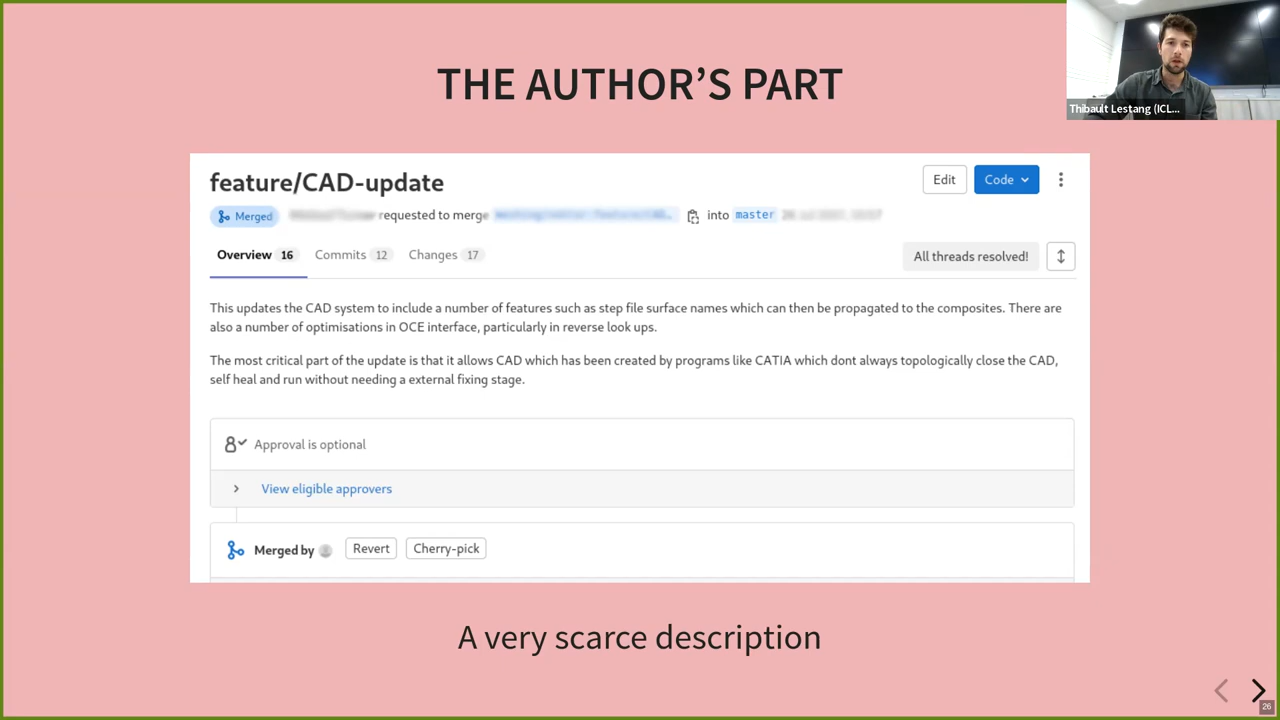 THE AUTHOR'S PART
Thibault Lestang (ICL...
feature/CAD-update
Edit
Code
Merged
requested to merge
into master
Overview 16
Commits 12
Changes 17
All threads resolved!
This updates the CAD system to include a number of features such as step file surface names which can then be propagated to the composites. There are
also a number of optimisations in OCE interface, particularly in reverse look ups.
The most critical part of the update is that it allows CAD which has been created by programs like CATIA which dont always topologically close the CAD,
self heal and run without needing a external fixing stage.
Approval is optional
View eligible approvers
Merged by
Revert
Cherry-pick
A very scarce description
26